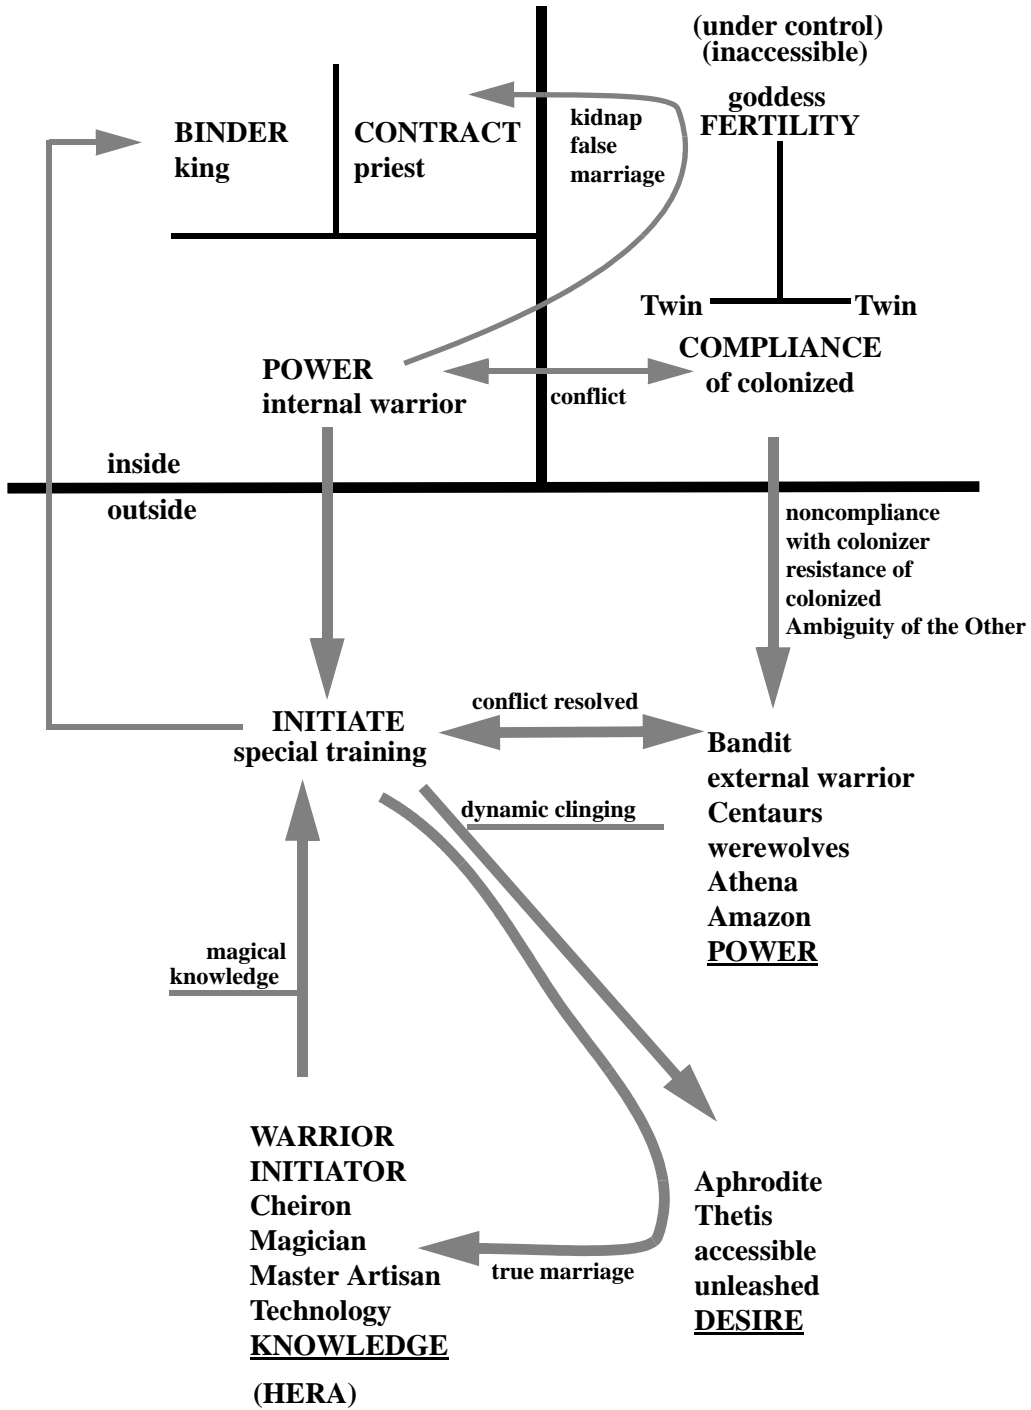 (under control)
(inaccessible)
goddess
FERTILITY
BINDER
king
CONTRACT
priest
kidnap
false
marriage
Twin
Twin
COMPLIANCE
of colonized
POWER
internal warrior
conflict
inside
outside
noncompliance
with colonizer
resistance of
colonized
Ambiguity of the Other
INITIATE
special training
conflict resolved
Bandit
external warrior
Centaurs
werewolves
Athena
Amazon
POWER
dynamic clinging
magical
knowledge
WARRIOR
INITIATOR
Cheiron
Magician
Master Artisan
Technology
KNOWLEDGE
(HERA)
true marriage
Aphrodite
Thetis
accessible
unleashed
DESIRE